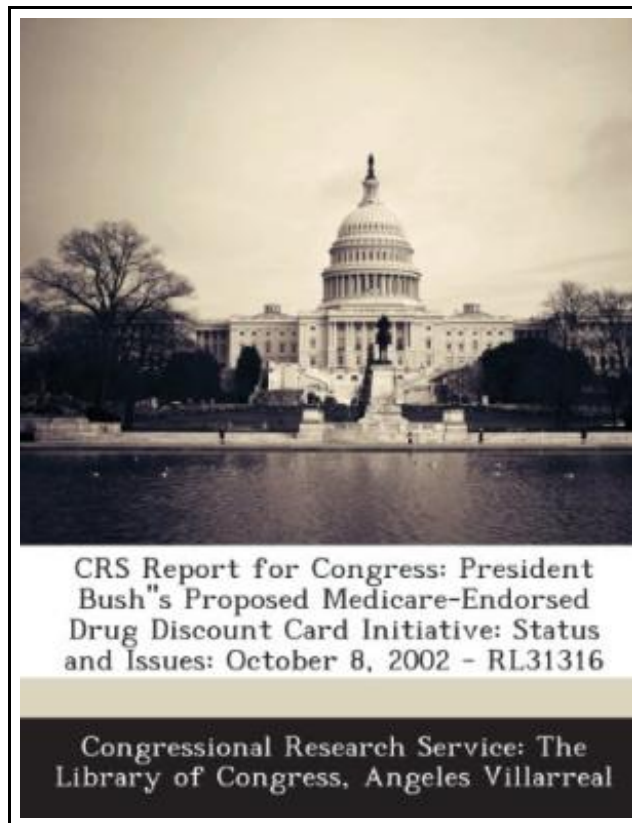 CRS Report for Congress: President
Bush"s Proposed Medicare-Endorsed
Drug Discount Card Initiative: Status
and Issues: October 8, 2002 - RL31316
Congressional Research Service: The
Library of Congress, Angeles Villarreal